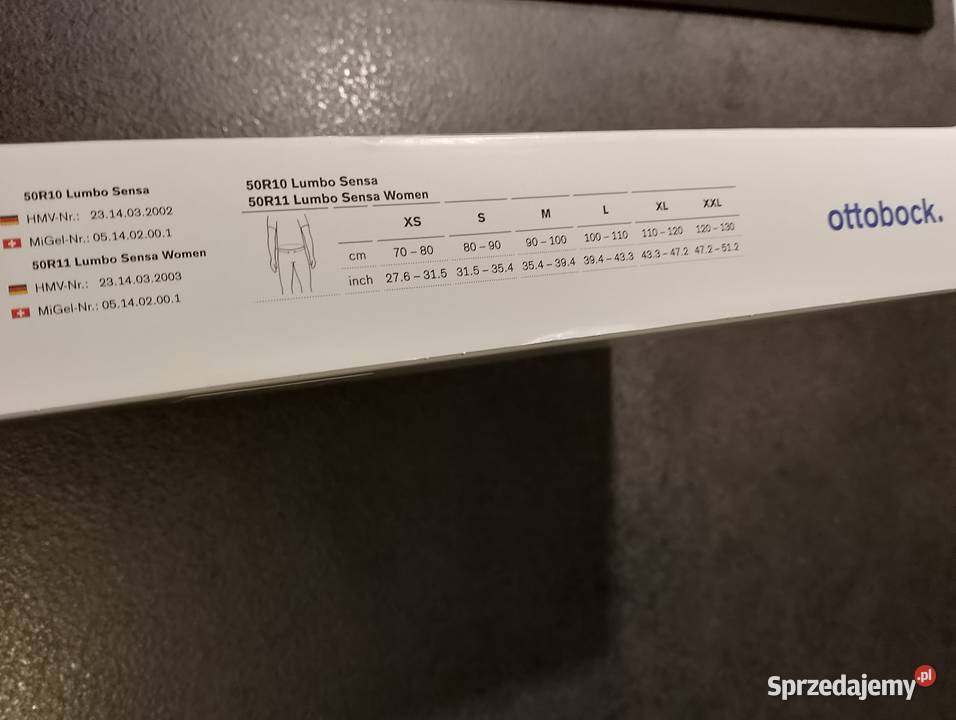 50R10 Lumbo Sensa
HMV-Nr.: 23.14.03.2002
MiGel-Nr.: 05.14.02.00.1
50R11 Lumbo Sensa Women
HMV-Nr.: 23.14.03.2003
MiGel-Nr.: 05.14.02.00.1
50R10 Lumbo Sensa
50R11 Lumbo Sensa Women
XS S M L XL XXL
cm 70 – 80 80 – 90 90 – 100 100 – 110 110 – 120 120 – 130
inch 27.6 – 31.5 31.5 – 35.4 35.4 – 39.4 39.4 – 43.3 43.3 – 47.2 47.2 – 51.2
ottobock.
Sprzedajemy.pl